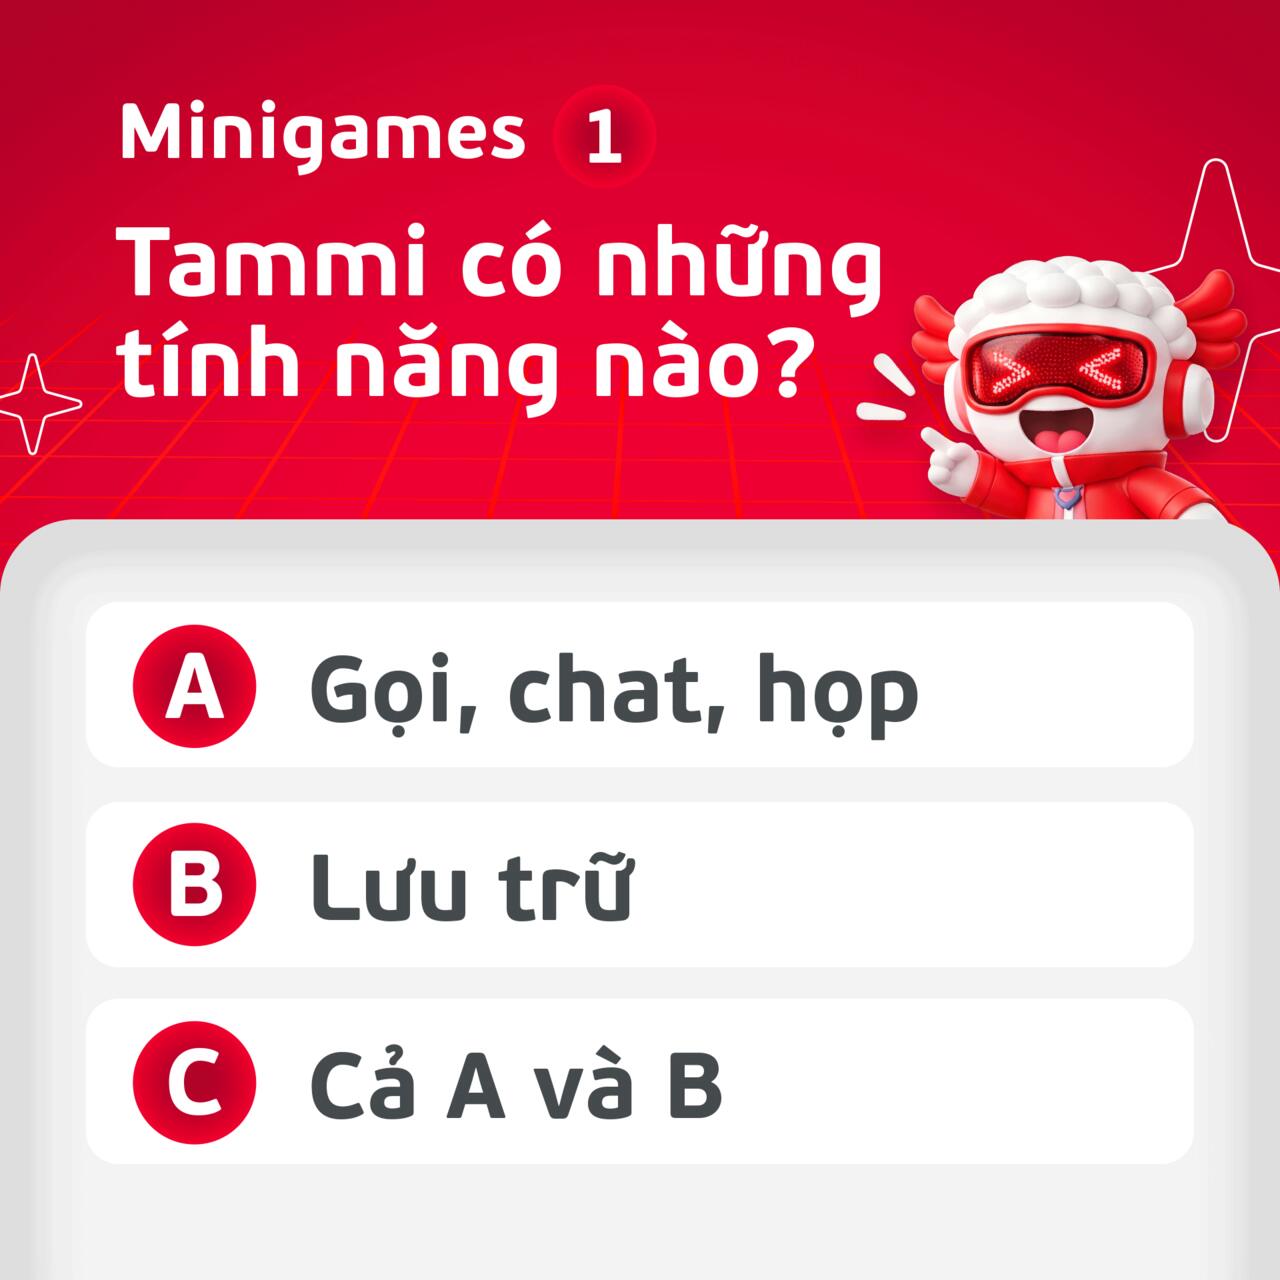 Minigames 1
Tammi có những
tính năng nào?
A Gọi, chat, họp
B Lưu trữ
C Cả A và B